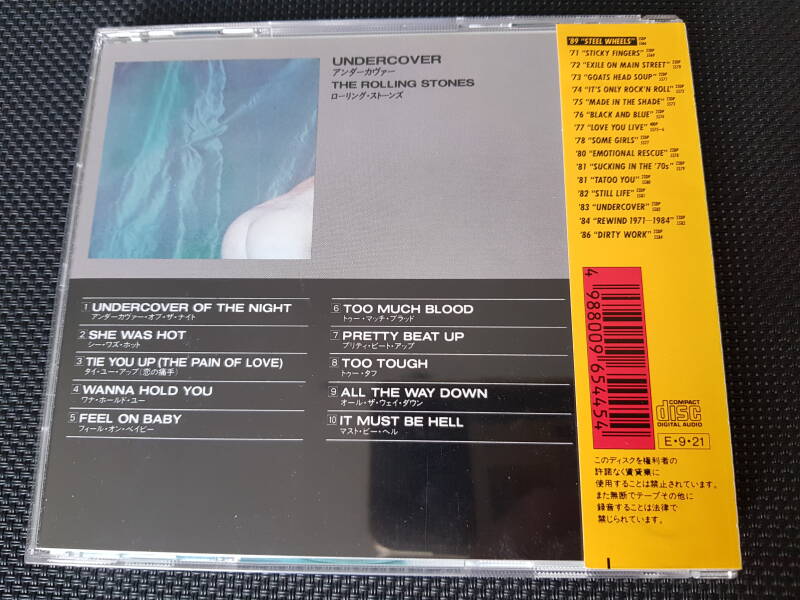 UNDERCOVER
アンダーカヴァー
THE ROLLING STONES
ローリング・ストーンズ
1 UNDERCOVER OF THE NIGHT
アンダーカヴァー・オブ・ザ・ナイト
2 SHE WAS HOT
シー・ワズ・ホット
3 TIE YOU UP (THE PAIN OF LOVE)
タイ・ユー・アップ(恋の痛手)
4 WANNA HOLD YOU
ワナ・ホールド・ユー
5 FEEL ON BABY
フィール・オン・ベイビー
6 TOO MUCH BLOOD
トゥー・マッチ・ブラッド
7 PRETTY BEAT UP
プリティ・ビート・アップ
8 TOO TOUGH
トゥー・タフ
9 ALL THE WAY DOWN
オール・ザ・ウェイ・ダウン
10 IT MUST BE HELL
マスト・ビー・ヘル
'89 "STEEL WHEELS"
'71 "STICKY FINGERS"
'72 "EXILE ON MAIN STREET"
'73 "GOATS HEAD SOUP"
'74 "IT'S ONLY ROCK'N ROLL"
'75 "MADE IN THE SHADE"
'76 "BLACK AND BLUE"
'77 "LOVE YOU LIVE"
'78 "SOME GIRLS"
'80 "EMOTIONAL RESCUE"
'81 "SUCKING IN THE '70s"
'81 "TATOO YOU"
'82 "STILL LIFE"
'83 "UNDERCOVER"
'84 "REWIND 1971—1984"
'86 "DIRTY WORK"
4 988009 654454
COMPACT
disc
DIGITAL AUDIO
E・9・21
このディスクを権利者の
許諾なく賃貸業に
使用することは禁止されています。
また無断でテープその他に
録音することは法律で
禁じられています。